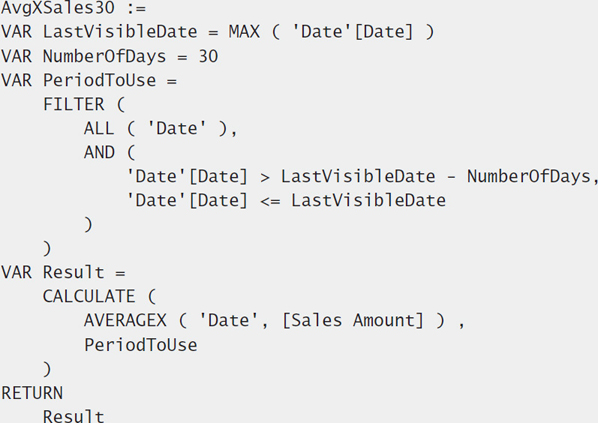 AvgXSales30 :=
VAR LastVisibleDate = MAX ( 'Date'[Date] )
VAR NumberOfDays = 30
VAR PeriodToUse =
    FILTER (
        ALL ( 'Date' ),
        AND (
            'Date'[Date] > LastVisibleDate - NumberOfDays,
            'Date'[Date] <= LastVisibleDate
        )
    )
VAR Result =
    CALCULATE (
        AVERAGEX ( 'Date', [Sales Amount] ) ,
        PeriodToUse
    )
RETURN
    Result